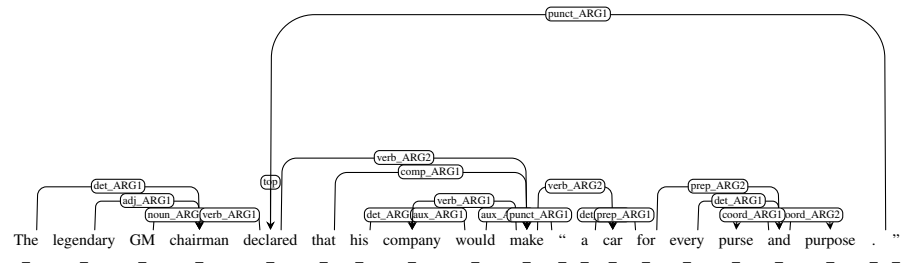 punct_ARG1
verb_ARG2
comp_ARG1
top
det_ARG1 verb_ARG2 prep_ARG2
adj_ARG1 verb_ARG1 det_ARG1
noun_ARG verb_ARG1 det_ARG aux_ARG1 aux_ punct_ARG1 det prep_ARG1 coord_ARG1 oord_ARG2
The legendary GM chairman declared that his company would make “ a car for every purse and purpose . ”
_ _ _ _ _ _ _ _ _ _ _ _ _ _ _ _ _ _ _ _ _